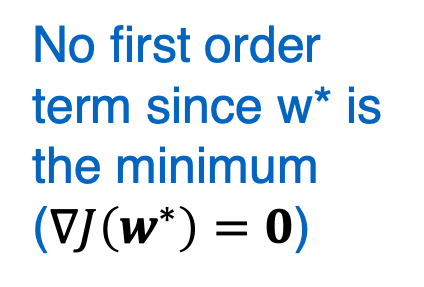 No first order
term since w* is
the minimum
(∇J(w*) = 0)